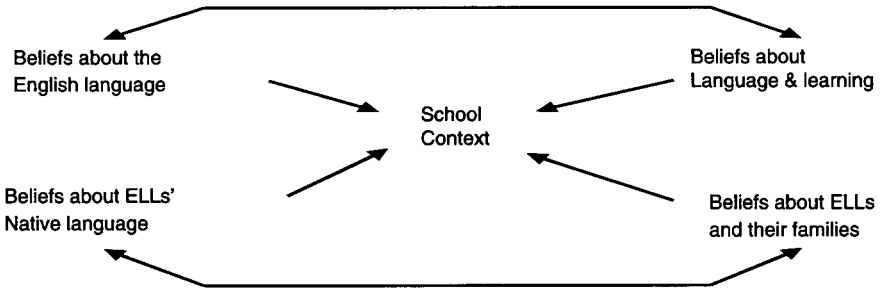 Beliefs about the
English language
Beliefs about
Language & learning
School
Context
Beliefs about ELLs'
Native language
Beliefs about ELLs
and their families